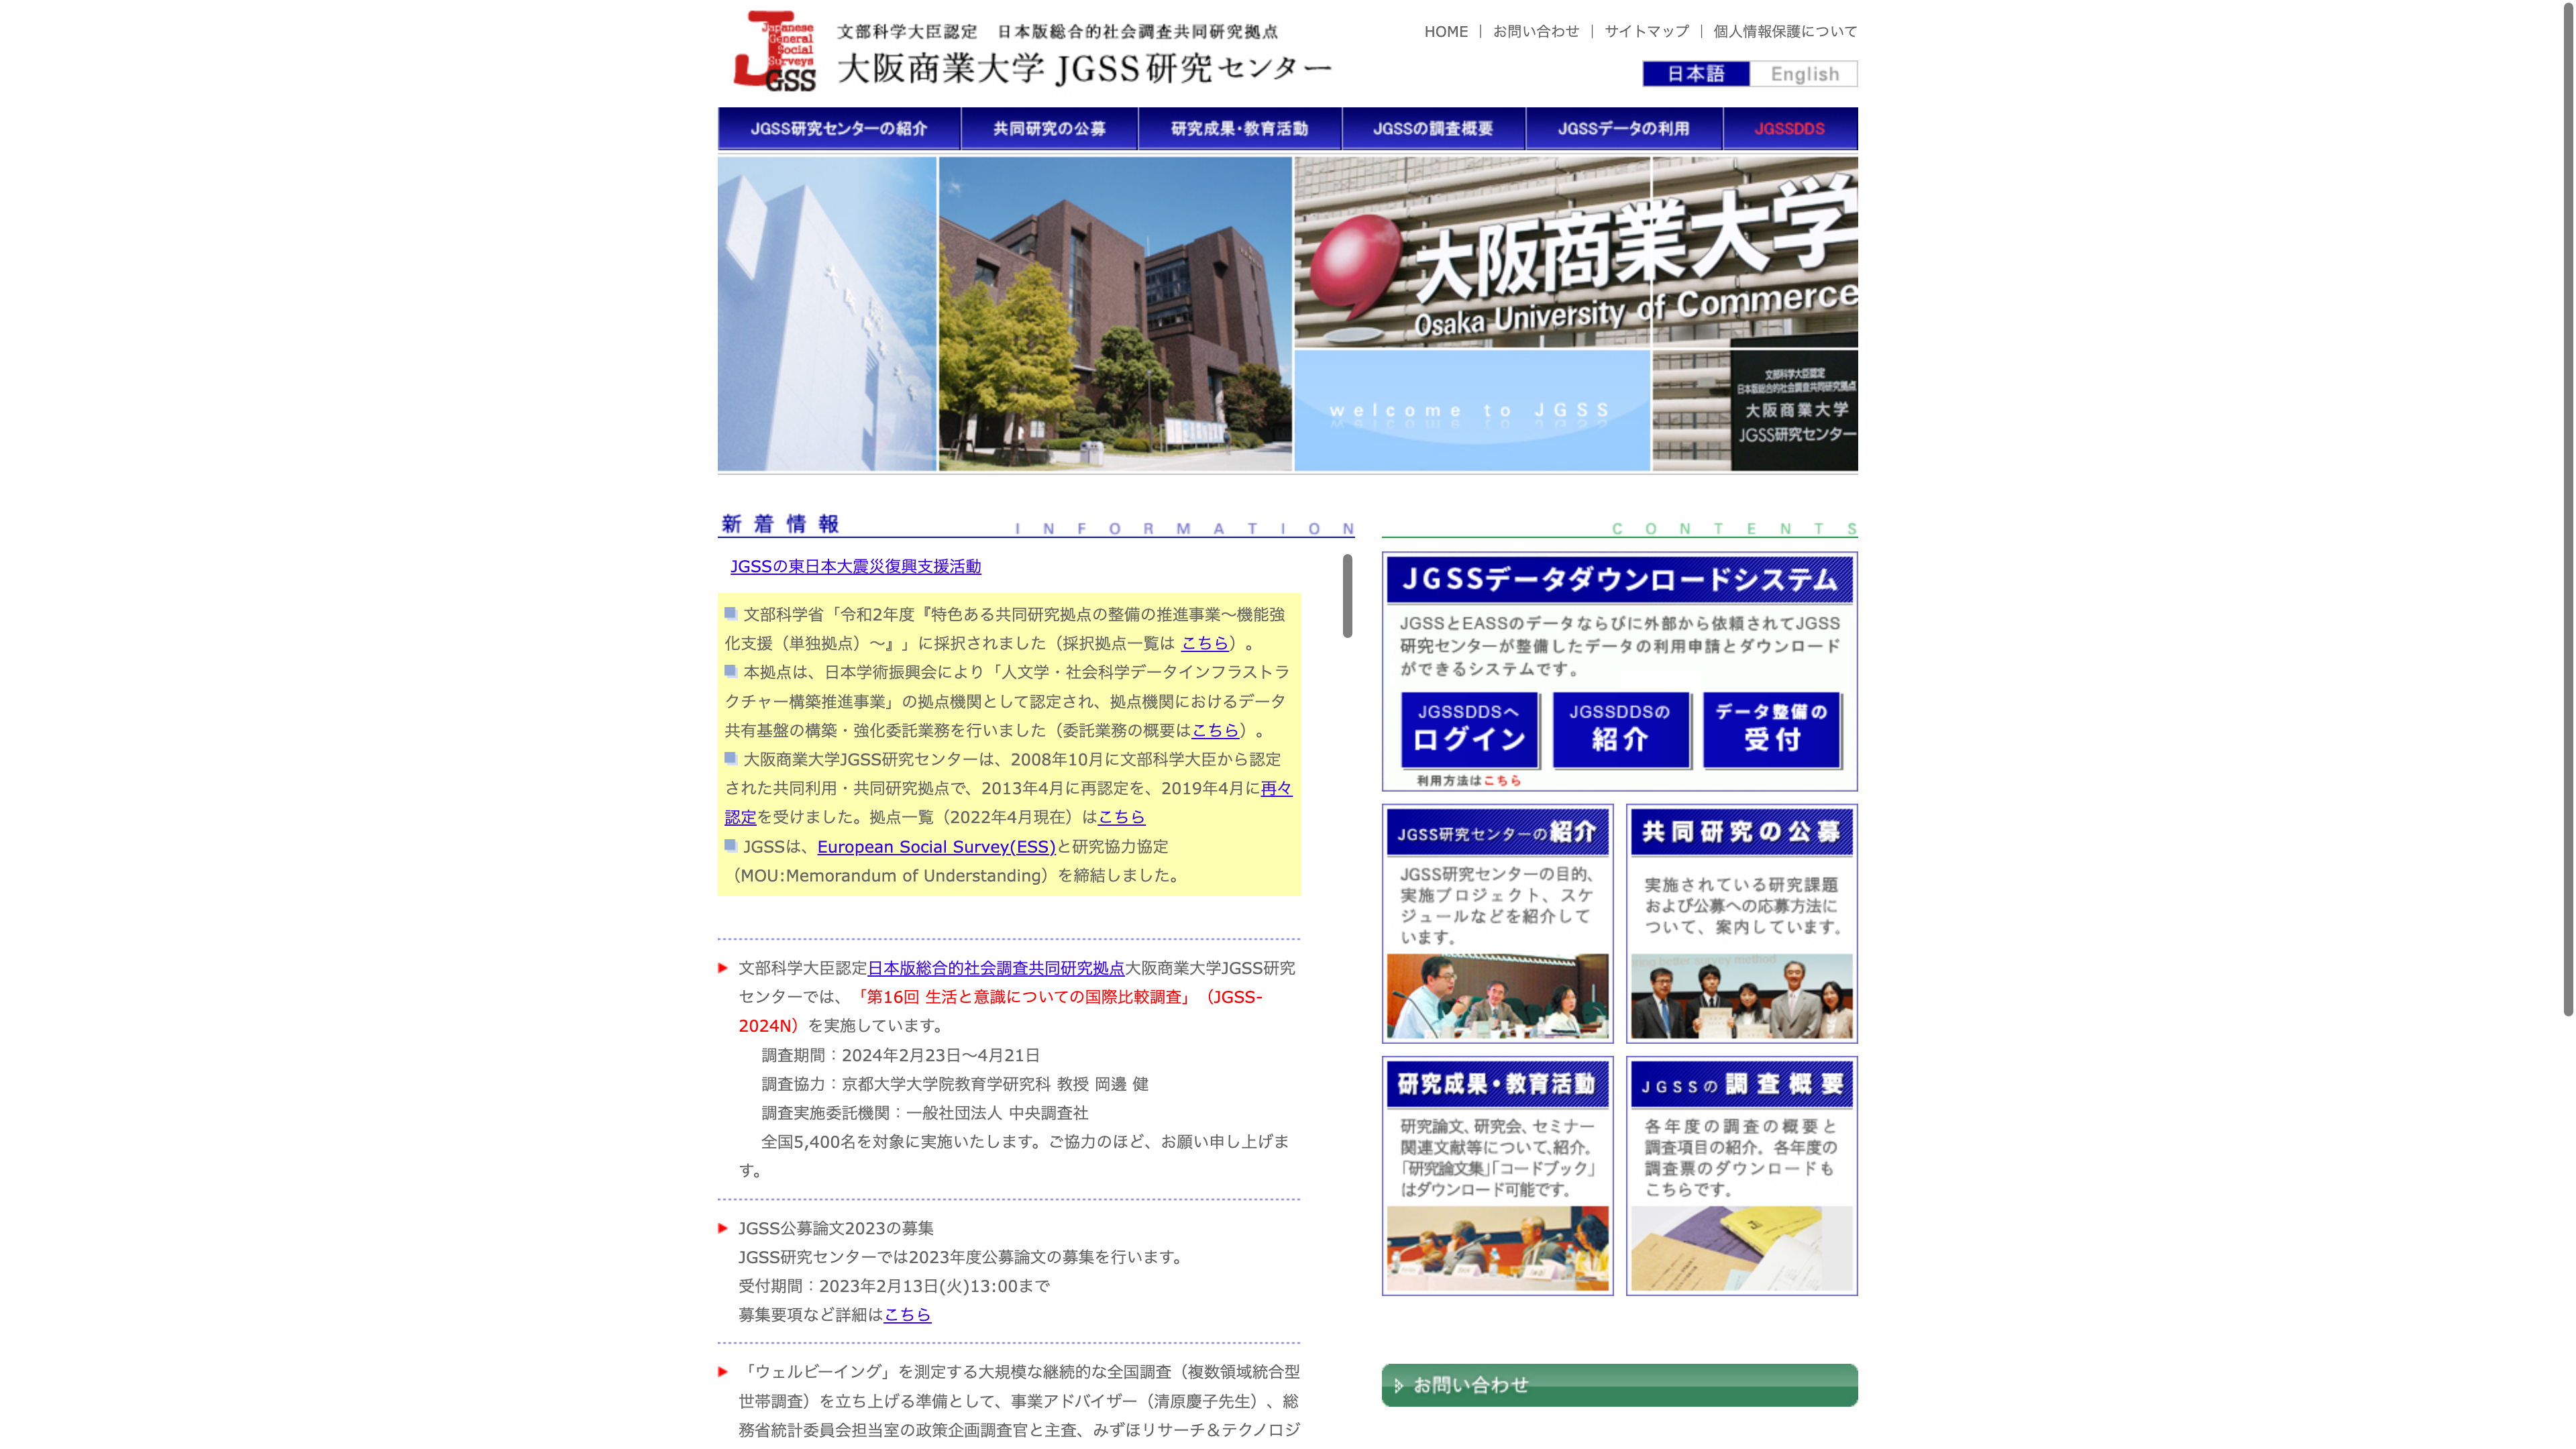 Japanese
General
Social
Surveys
JGSS
文部科学大臣認定　日本版総合的社会調査共同研究拠点
大阪商業大学 JGSS研究センター
HOME ｜ お問い合わせ ｜ サイトマップ ｜ 個人情報保護について
日本語 English
JGSS研究センターの紹介 共同研究の公募 研究成果・教育活動 JGSSの調査概要 JGSSデータの利用 JGSSDDS
大阪商業大学
Osaka University of Commerce
welcome to JGSS
文部科学大臣認定
日本版総合的社会調査共同研究拠点
大阪商業大学
JGSS研究センター
新着情報 INFORMATION
JGSSの東日本大震災復興支援活動
文部科学省「令和2年度『特色ある共同研究拠点の整備の推進事業～機能強
化支援（単独拠点）～』」に採択されました（採択拠点一覧は こちら）。
本拠点は、日本学術振興会により「人文学・社会科学データインフラストラ
クチャー構築推進事業」の拠点機関として認定され、拠点機関におけるデータ
共有基盤の構築・強化委託業務を行いました（委託業務の概要はこちら）。
大阪商業大学JGSS研究センターは、2008年10月に文部科学大臣から認定
された共同利用・共同研究拠点で、2013年4月に再認定を、2019年4月に再々
認定を受けました。拠点一覧（2022年4月現在）はこちら
JGSSは、European Social Survey(ESS)と研究協力協定
（MOU:Memorandum of Understanding）を締結しました。
文部科学大臣認定日本版総合的社会調査共同研究拠点大阪商業大学JGSS研究
センターでは、「第16回 生活と意識についての国際比較調査」（JGSS-
2024N）を実施しています。
調査期間：2024年2月23日～4月21日
調査協力：京都大学大学院教育学研究科 教授 岡邊 健
調査実施委託機関：一般社団法人 中央調査社
全国5,400名を対象に実施いたします。ご協力のほど、お願い申し上げま
す。
JGSS公募論文2023の募集
JGSS研究センターでは2023年度公募論文の募集を行います。
受付期間：2023年2月13日(火)13:00まで
募集要項など詳細はこちら
「ウェルビーイング」を測定する大規模な継続的な全国調査（複数領域統合型
世帯調査）を立ち上げる準備として、事業アドバイザー（清原慶子先生）、総
務省統計委員会担当室の政策企画調査官と主査、みずほリサーチ＆テクノロジ
CONTENTS
JGSSデータダウンロードシステム
JGSSとEASSのデータならびに外部から依頼されてJGSS
研究センターが整備したデータの利用申請とダウンロード
ができるシステムです。
JGSSDDSへ
ログイン
JGSSDDSの
紹介
データ整備の
受付
利用方法はこちら
JGSS研究センターの紹介
JGSS研究センターの目的、
実施プロジェクト、スケ
ジュールなどを紹介して
います。
共同研究の公募
実施されている研究課題
および公募への応募方法に
ついて、案内しています。
研究成果・教育活動
研究論文、研究会、セミナー
関連文献等について、紹介。
「研究論文集」「コードブック」
はダウンロード可能です。
JGSSの調査概要
各年度の調査の概要と
調査項目の紹介。各年度の
調査票のダウンロードも
こちらです。
お問い合わせ